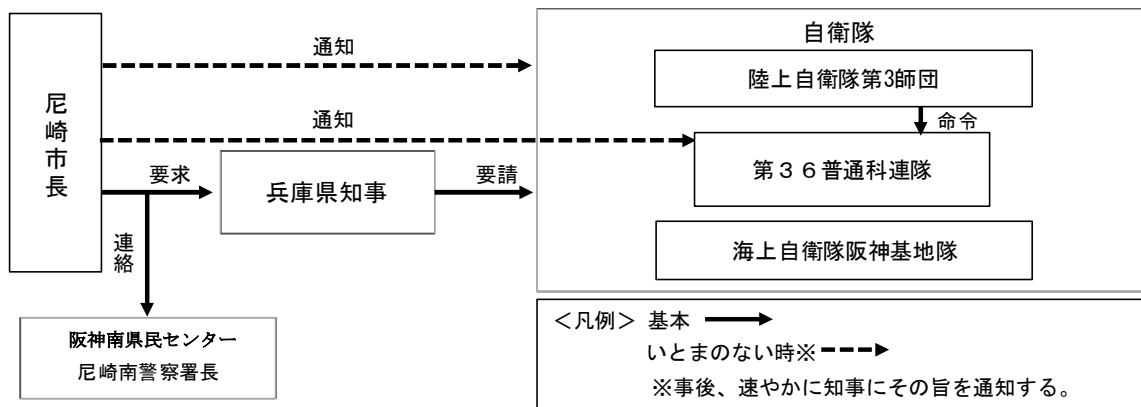 尼崎市長
通知
通知
要求
兵庫県知事
要請
連絡
阪神南県民センター
尼崎南警察署長
自衛隊
陸上自衛隊第3師団
命令
第３６普通科連隊
海上自衛隊阪神基地隊
＜凡例＞ 基本
いとまのない時※
※事後、速やかに知事にその旨を通知する。